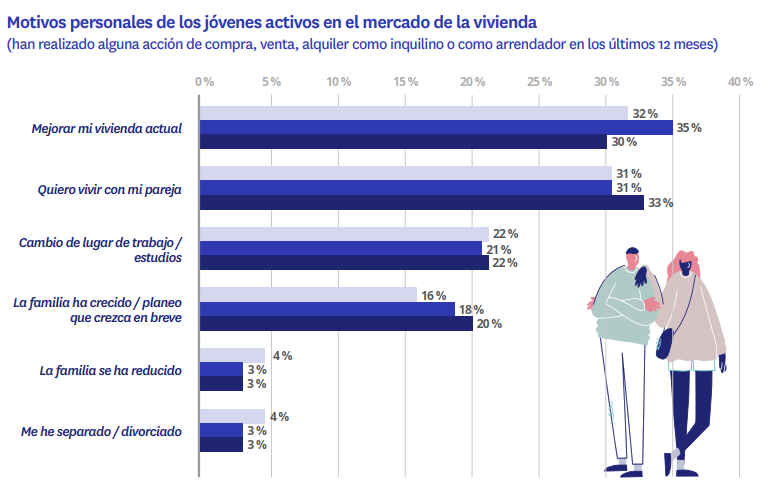 Motivos personales de los jóvenes activos en el mercado de la vivienda
(han realizado alguna acción de compra, venta, alquiler como inquilino o como arrendador en los últimos 12 meses)
0 % 5 % 10 % 15 % 20 % 25 % 30 % 35 % 40 %
Mejorar mi vivienda actual
32 %
35 %
30 %
Quiero vivir con mi pareja
31 %
31 %
33 %
Cambio de lugar de trabajo /
estudios
22 %
21 %
22 %
La familia ha crecido / planeo
que crezca en breve
16 %
18 %
20 %
La familia se ha reducido
4 %
3 %
3 %
Me he separado / divorciado
4 %
3 %
3 %